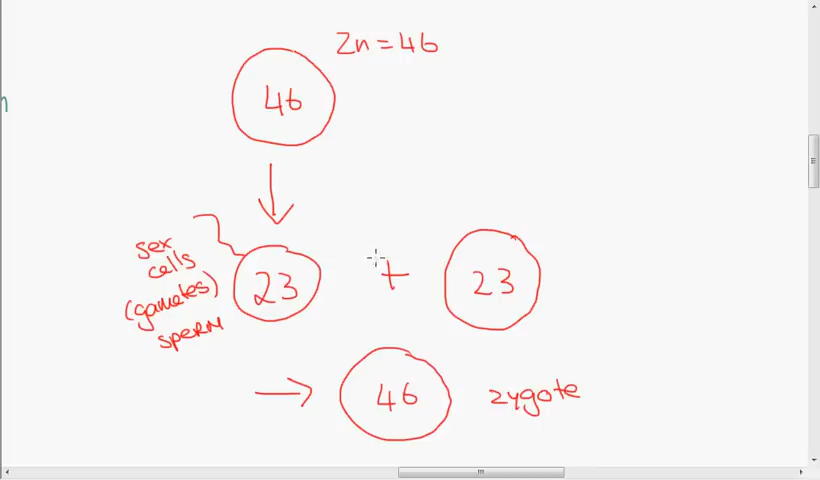 2n = 46
46
sex
cells
(gametes)
sperm
23
+
23
46
zygote